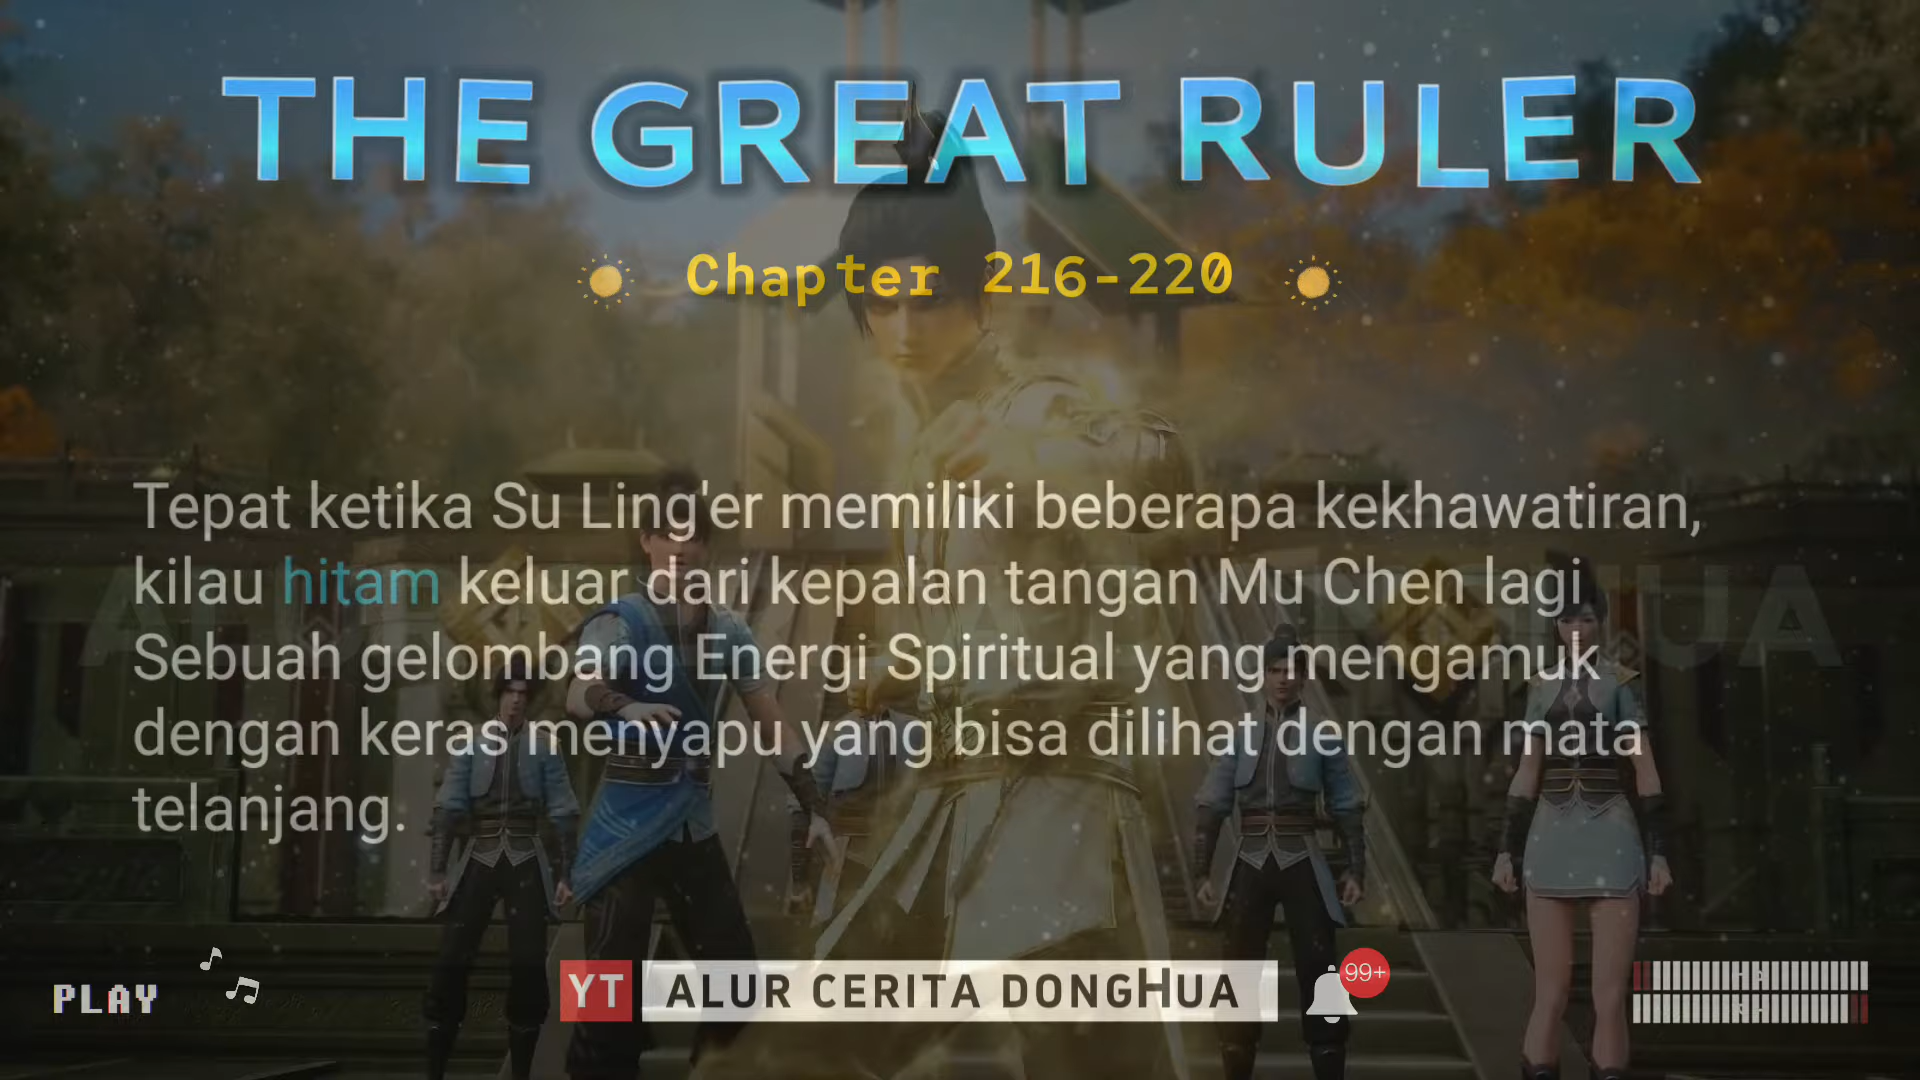 THE GREAT RULER
Chapter 216-220
Tepat ketika Su Ling'er memiliki beberapa kekhawatiran,
kilau hitam keluar dari kepalan tangan Mu Chen lagi
Sebuah gelombang Energi Spiritual yang mengamuk
dengan keras menyapu yang bisa dilihat dengan mata
telanjang.
PLAY
YT ALUR CERITA DONGHUA
99+